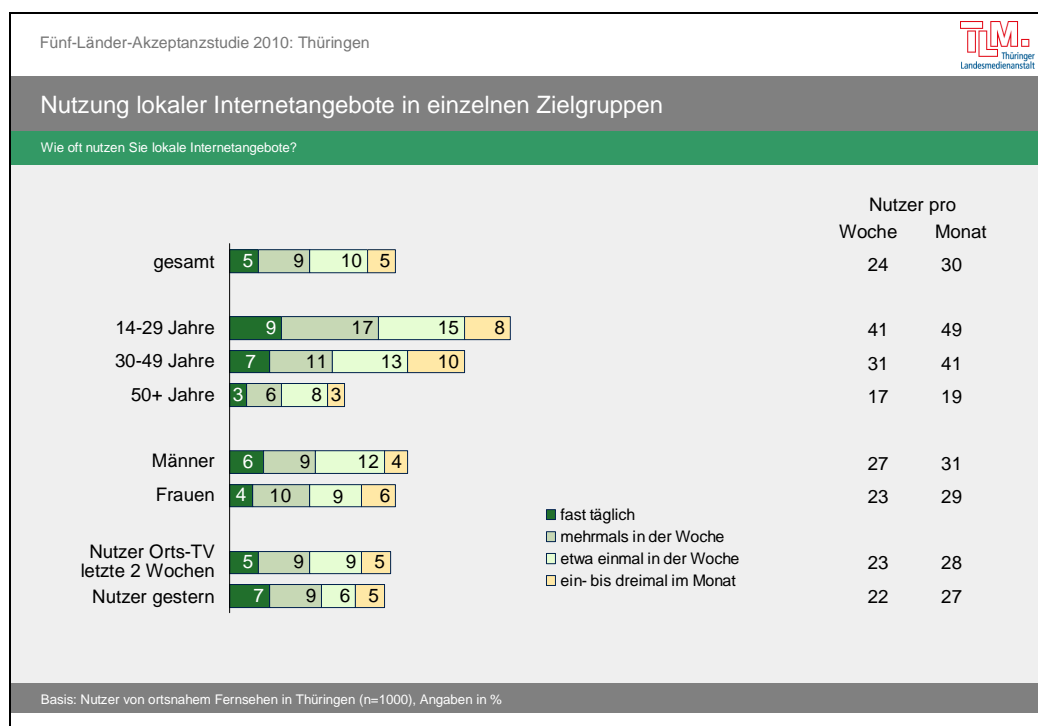 Fünf-Länder-Akzeptanzstudie 2010: Thüringen
TLM.
Thüringer
Landesmedienanstalt
Nutzung lokaler Internetangebote in einzelnen Zielgruppen
Wie oft nutzen Sie lokale Internetangebote?
Nutzer pro
Woche Monat
gesamt 5 9 10 5 24 30
14-29 Jahre 9 17 15 8 41 49
30-49 Jahre 7 11 13 10 31 41
50+ Jahre 3 6 8 3 17 19
Männer 6 9 12 4 27 31
Frauen 4 10 9 6 23 29
fast täglich
mehrmals in der Woche
etwa einmal in der Woche
ein- bis dreimal im Monat
Nutzer Orts-TV
letzte 2 Wochen 5 9 9 5 23 28
Nutzer gestern 7 9 6 5 22 27
Basis: Nutzer von ortsnahem Fernsehen in Thüringen (n=1000), Angaben in %